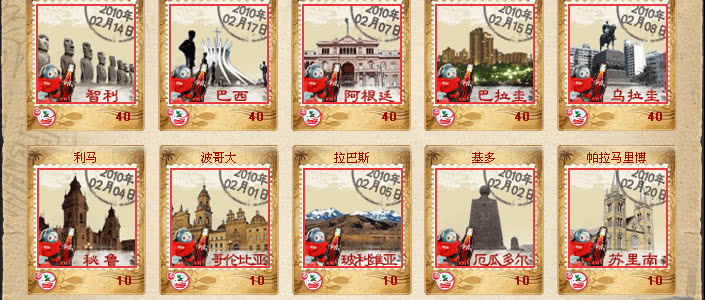 2010年
02月14日
智利
40
2010年
02月17日
巴西
40
2010年
02月07日
阿根廷
40
2010年
02月15日
巴拉圭
40
2010年
02月08日
乌拉圭
40
利马
2010年
02月04日
秘鲁
10
波哥大
2010年
02月01日
哥伦比亚
10
拉巴斯
2010年
02月05日
玻利维亚
10
基多
2010年
02月02日
厄瓜多尔
10
帕拉马里博
2010年
02月20日
苏里南
10